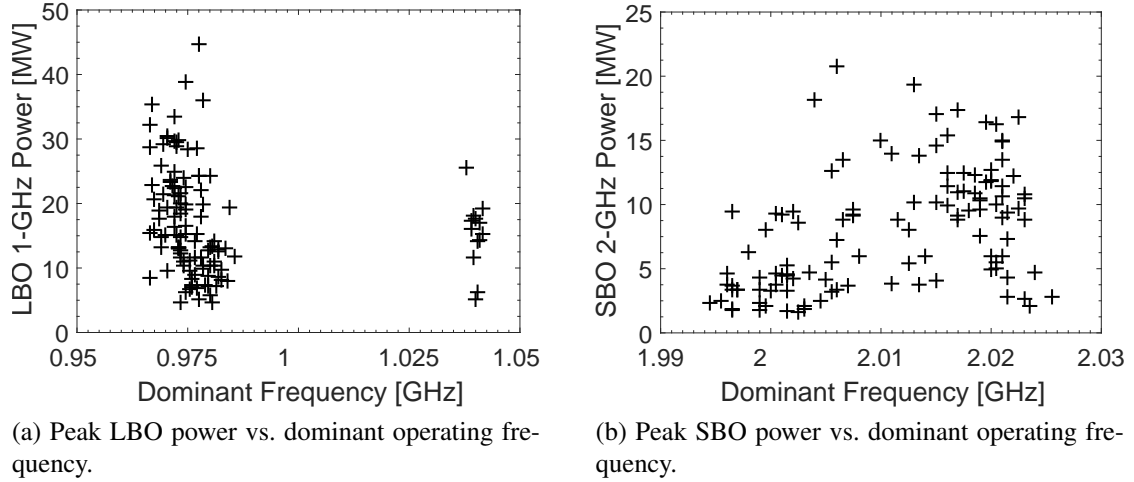 LBO 1-GHz Power [MW]
50
40
30
20
10
0
0.95
0.975
1
1.025
1.05
Dominant Frequency [GHz]
(a) Peak LBO power vs. dominant operating fre-
quency.
SBO 2-GHz Power [MW]
25
20
15
10
5
0
1.99
2
2.01
2.02
2.03
Dominant Frequency [GHz]
(b) Peak SBO power vs. dominant operating fre-
quency.